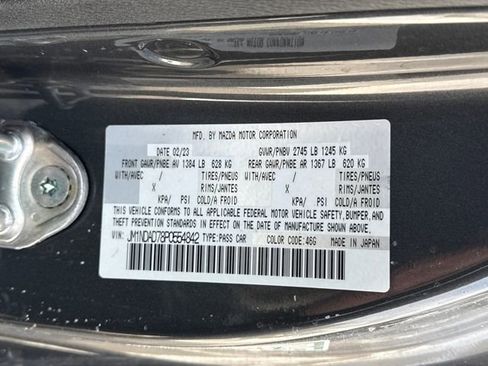 MFD. BY MAZDA MOTOR CORPORATION
DATE 02/23 GVWR/PNBV 2745 LB 1245 KG
FRONT GAWR/PNBE AV 1384 LB 628 KG REAR GAWR/PNBE AR 1367 LB 620 KG
WITH/AVEC TIRES/PNEUS WITH/AVEC TIRES/PNEUS
X RIMS/JANTES X RIMS/JANTES
KPA/ PSI COLD/A FROID KPA/ PSI COLD/A FROID
THIS VEHICLE CONFORMS TO ALL APPLICABLE FEDERAL MOTOR VEHICLE SAFETY, BUMPER, AND
THEFT PREVENTION STANDARDS IN EFFECT ON THE DATE OF MANUFACTURE SHOWN ABOVE.
VIN: JM1NDAD78P0554842 TYPE:PASS CAR COLOR CODE:46G MADE IN JAPAN